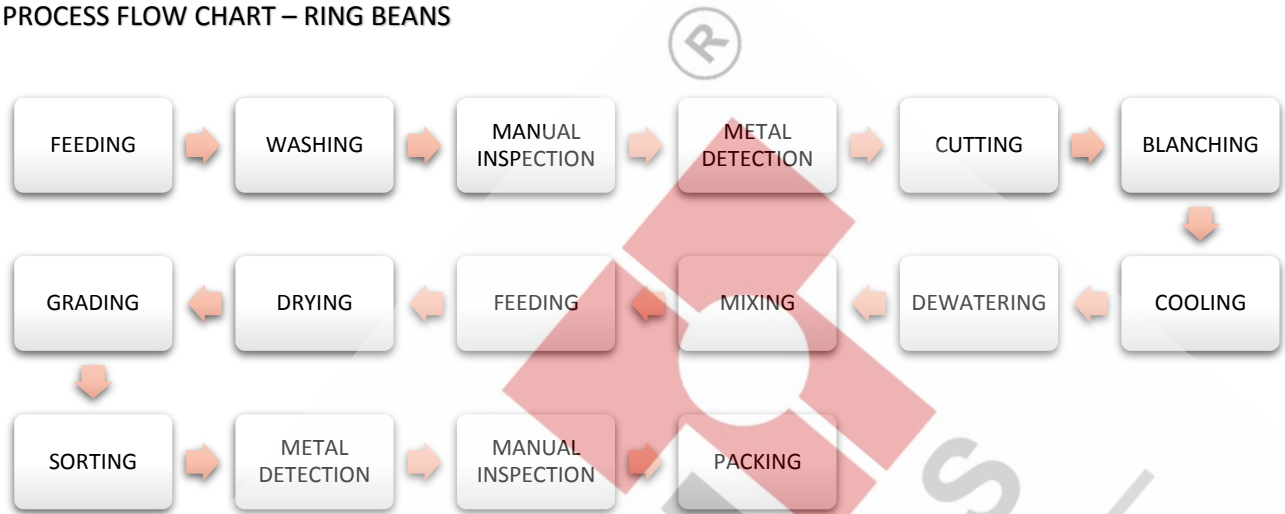 PROCESS FLOW CHART – RING BEANS
®
FEEDING
WASHING
MANUAL
INSPECTION
METAL
DETECTION
CUTTING
BLANCHING
COOLING
DEWATERING
MIXING
FEEDING
DRYING
GRADING
SORTING
METAL
DETECTION
MANUAL
INSPECTION
PACKING
S